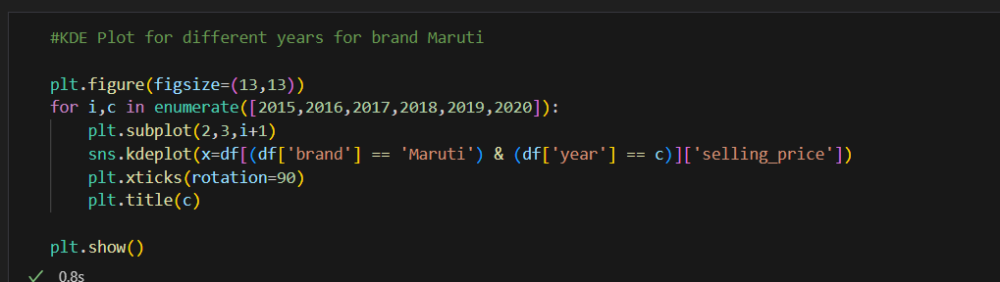 #KDE Plot for different years for brand Maruti
plt.figure(figsize=(13,13))
for i,c in enumerate([2015,2016,2017,2018,2019,2020]):
    plt.subplot(2,3,i+1)
    sns.kdeplot(x=df[(df['brand'] == 'Maruti') & (df['year'] == c)]['selling_price'])
    plt.xticks(rotation=90)
    plt.title(c)
plt.show()
0.8s